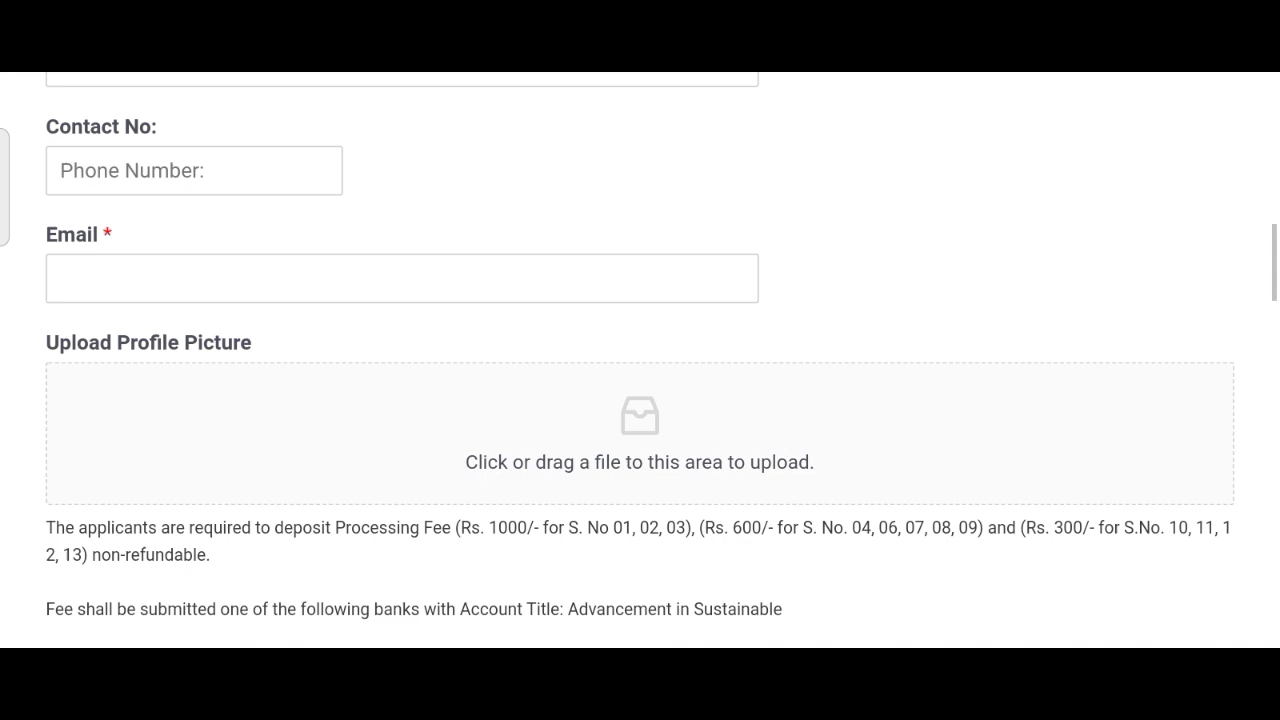 Contact No:
Phone Number:
Email *
Upload Profile Picture
Click or drag a file to this area to upload.
The applicants are required to deposit Processing Fee (Rs. 1000/- for S. No 01, 02, 03), (Rs. 600/- for S. No. 04, 06, 07, 08, 09) and (Rs. 300/- for S.No. 10, 11, 1
2, 13) non-refundable.
Fee shall be submitted one of the following banks with Account Title: Advancement in Sustainable